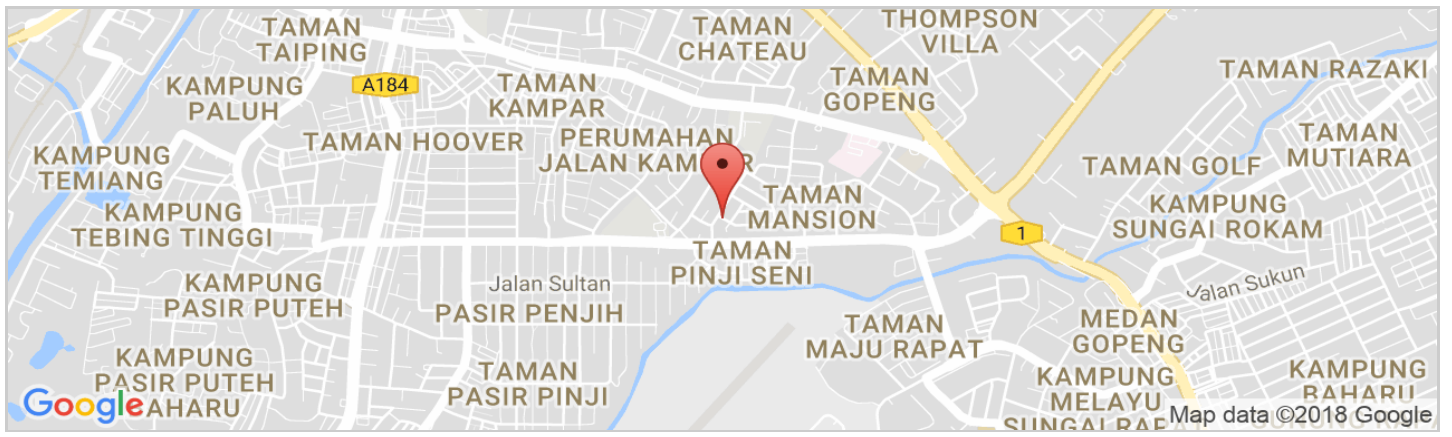 TAMAN
TAIPING
TAMAN
CHATEAU
THOMPSON
VILLA
A184
KAMPUNG
PALUH
TAMAN
KAMPAR
TAMAN
GOPENG
TAMAN RAZAKI
TAMAN HOOVER
PERUMAHAN
JALAN
TAMAN
MUTIARA
KAMPUNG
TEMIANG
TAMAN GOLF
TAMAN
MANSION
KAMPUNG
TEBING TINGGI
KAMPUNG
SUNGAI ROKAM
1
TAMAN
PINJI SENI
KAMPUNG
PASIR PUTEH
Jalan Sultan
PASIR PENJIH
Jalan Sukun
TAMAN
MAJU RAPAT
MEDAN
GOPENG
KAMPUNG
PASIR PUTEH
TAMAN
PASIR PINJI
KAMPUNG
MELAYU
SUNGAI
KAMPUNG
BAHARU
Google
Map data ©2018 Google